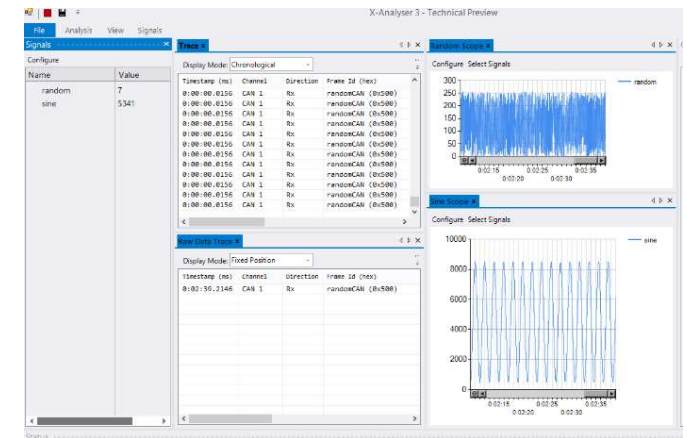 X-Analyser 3 - Technical Preview
File Analysis View Signals
Signals
Configure
Name Value
random 7
sine 5341
Trace
Display Mode: Chronological
Timestamp (ms) Channel Direction Frame Id (hex)
0:00:00.0156 CAN 1 Rx randomCAN (0x500)
0:00:00.0156 CAN 1 Rx randomCAN (0x500)
0:00:00.0156 CAN 1 Rx randomCAN (0x500)
0:00:00.0156 CAN 1 Rx randomCAN (0x500)
0:00:00.0156 CAN 1 Rx randomCAN (0x500)
0:00:00.0156 CAN 1 Rx randomCAN (0x500)
0:00:00.0156 CAN 1 Rx randomCAN (0x500)
0:00:00.0156 CAN 1 Rx randomCAN (0x500)
0:00:00.0156 CAN 1 Rx randomCAN (0x500)
0:00:00.0156 CAN 1 Rx randomCAN (0x500)
0:00:00.0156 CAN 1 Rx randomCAN (0x500)
0:00:00.0156 CAN 1 Rx randomCAN (0x500)
Raw Data Trace
Display Mode: Fixed Position
Timestamp (ms) Channel Direction Frame Id (hex)
0:02:39.2146 CAN 1 Rx randomCAN (0x500)
Random Scope
Configure Select Signals
300
250
200
150
100
50
0
random
0:02:15 0:02:25 0:02:35
0:02:20 0:02:30
Sine Scope
Configure Select Signals
10000
8000
6000
4000
2000
0
sine
0:02:15 0:02:25 0:02:35
0:02:20 0:02:30
Status